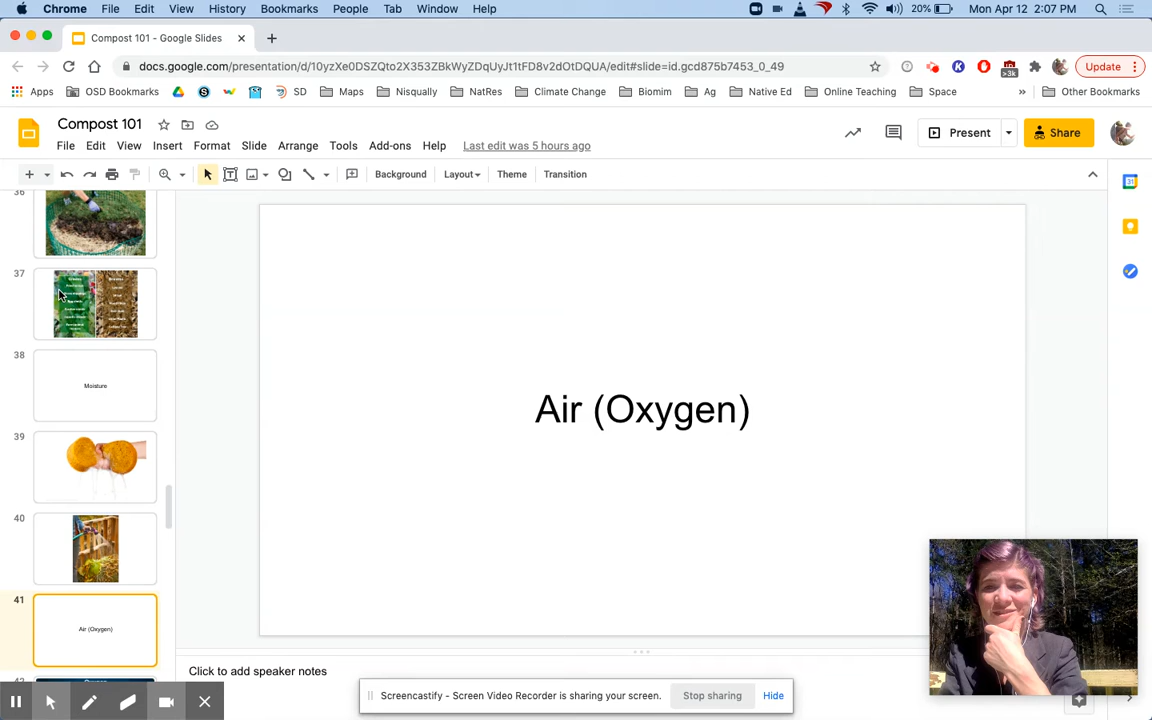 Chrome File Edit View History Bookmarks People Tab Window Help 20% Mon Apr 12 2:07 PM
Compost 101 - Google Slides
docs.google.com/presentation/d/10yzXe0DSZQto2X353ZBkWyZDqUyJt1tFD8v2dOtDQUA/edit#slide=id.gcd875b7453_0_49 >3k Update
Apps OSD Bookmarks SD Maps Nisqually NatRes Climate Change Biomim Ag Native Ed Online Teaching Space » Other Bookmarks
Compost 101
File Edit View Insert Format Slide Arrange Tools Add-ons Help Last edit was 5 hours ago
Present Share
Background Layout Theme Transition
31
36
37
38
Moisture
39
40
41
Air (Oxygen)
Air (Oxygen)
Click to add speaker notes
Screencastify - Screen Video Recorder is sharing your screen. Stop sharing Hide